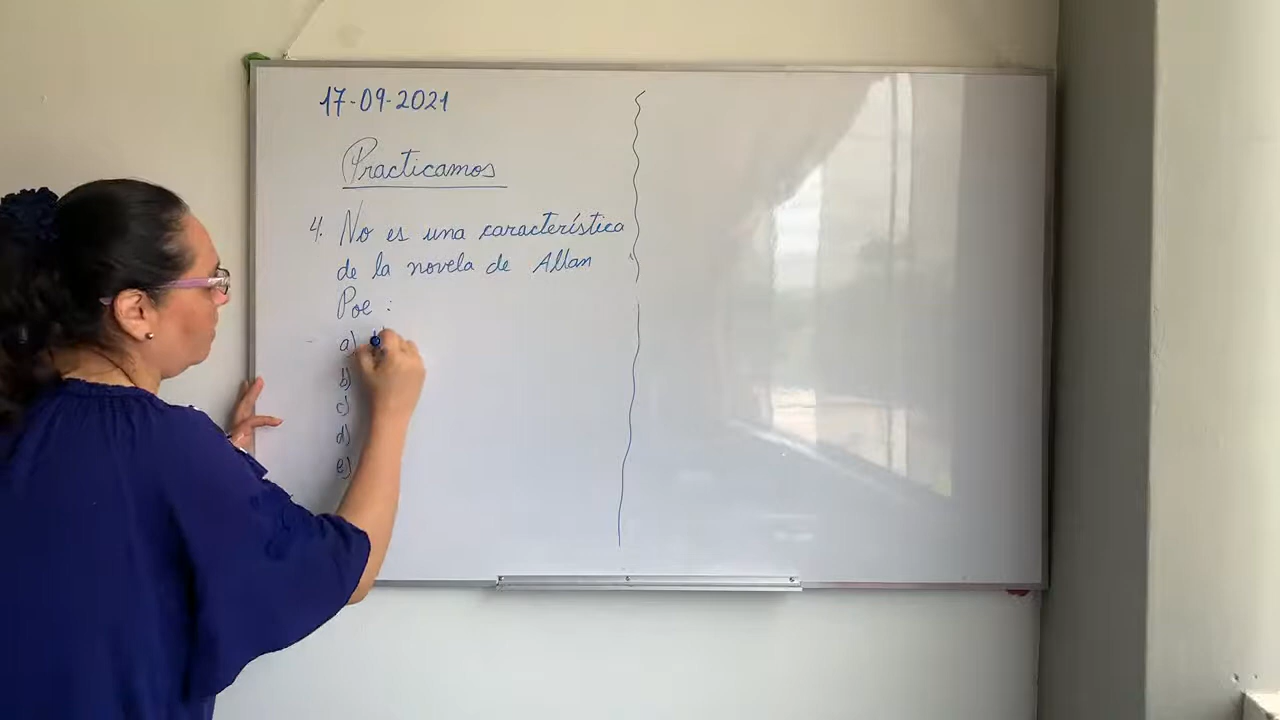 17-09-2021
Practicamos
4. No es una característica
de la novela de Allan
Poe :
a)
b)
c)
d)
e)